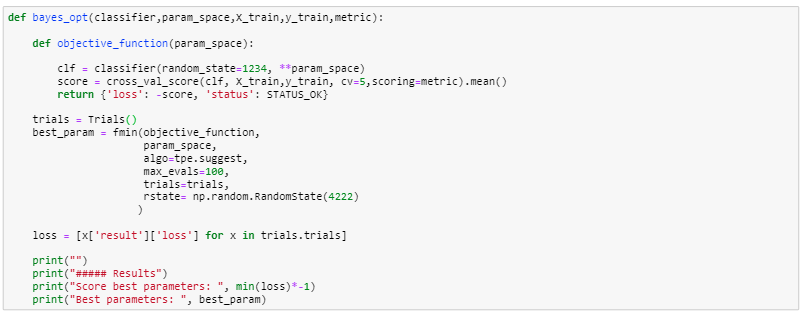 def bayes_opt(classifier,param_space,X_train,y_train,metric):
def objective_function(param_space):
clf = classifier(random_state=1234, **param_space)
score = cross_val_score(clf, X_train,y_train, cv=5,scoring=metric).mean()
return {'loss': -score, 'status': STATUS_OK}
trials = Trials()
best_param = fmin(objective_function,
param_space,
algo=tpe.suggest,
max_evals=100,
trials=trials,
rstate= np.random.RandomState(4222)
)
loss = [x['result']['loss'] for x in trials.trials]
print("")
print("##### Results")
print("Score best parameters: ", min(loss)*-1)
print("Best parameters: ", best_param)